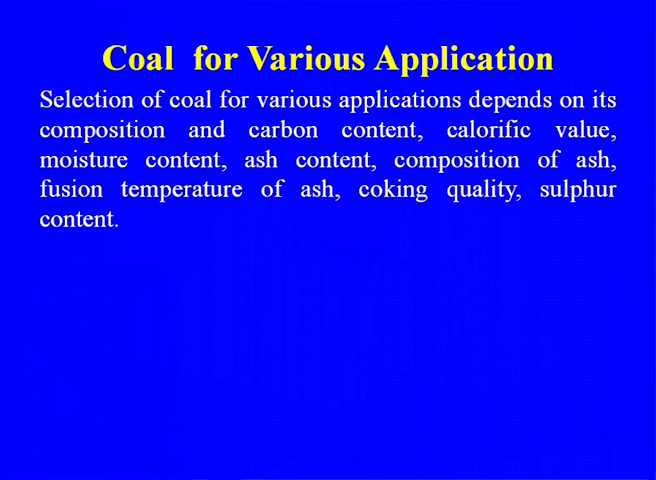 Coal for Various Application
Selection of coal for various applications depends on its
composition and carbon content, calorific value,
moisture content, ash content, composition of ash,
fusion temperature of ash, coking quality, sulphur
content.